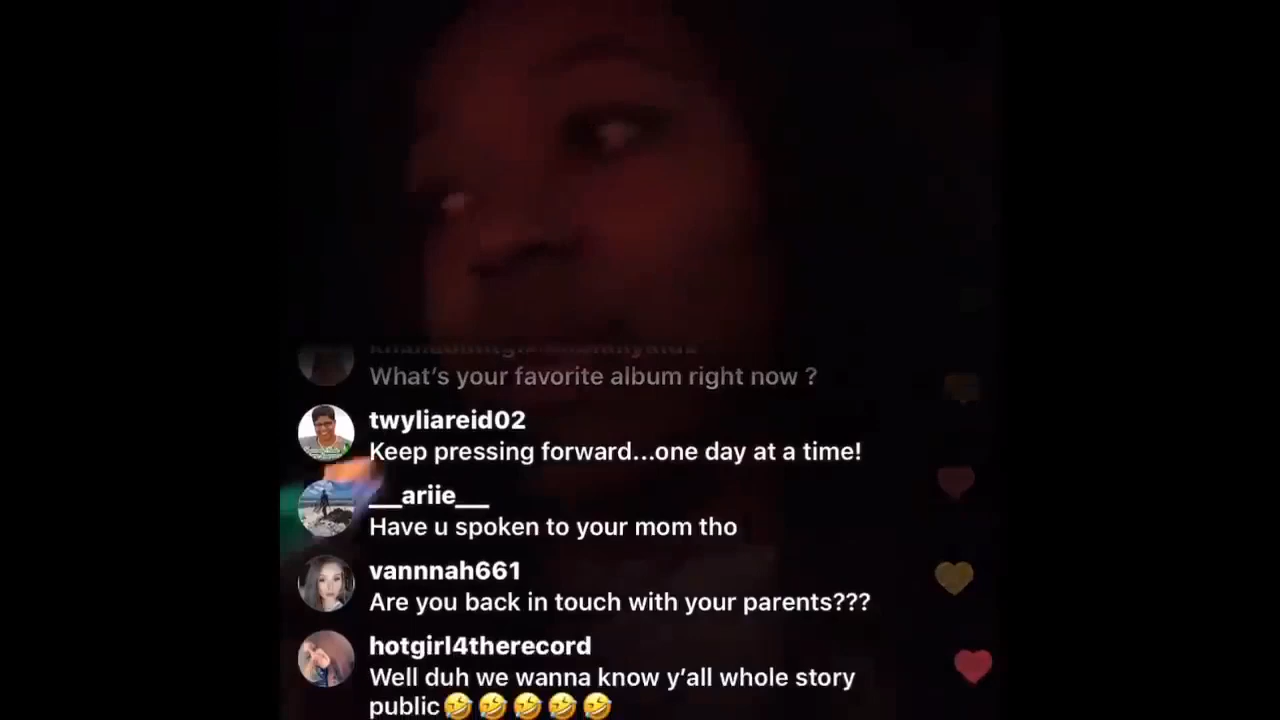 What’s your favorite album right now ?
twyliareid02
Keep pressing forward...one day at a time!
__ariie__
Have u spoken to your mom tho
vannnah661
Are you back in touch with your parents???
hotgirl4therecord
Well duh we wanna know y’all whole story
public🤣🤣🤣🤣🤣